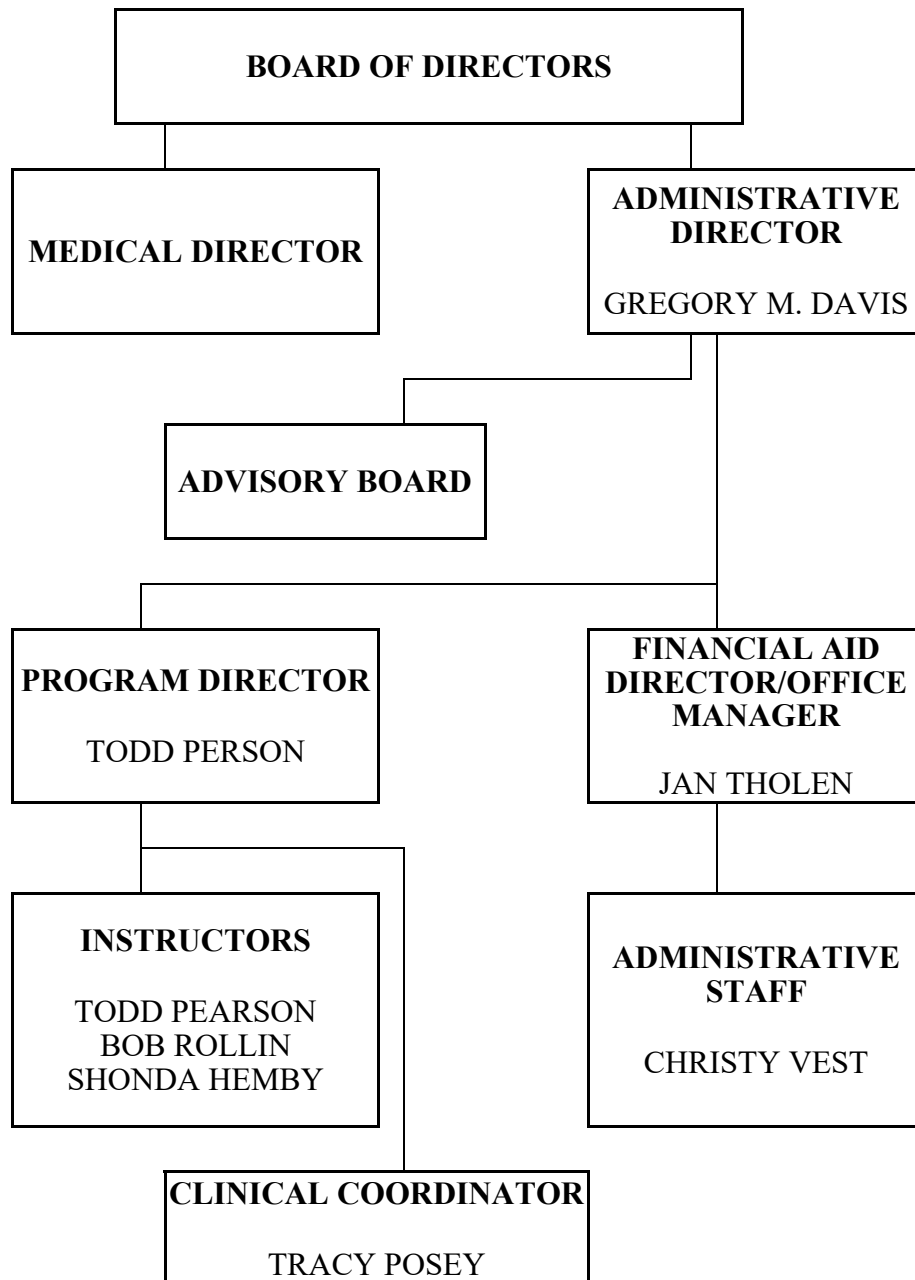 BOARD OF DIRECTORS
MEDICAL DIRECTOR
ADMINISTRATIVE
DIRECTOR
GREGORY M. DAVIS
ADVISORY BOARD
PROGRAM DIRECTOR
TODD PERSON
FINANCIAL AID
DIRECTOR/OFFICE
MANAGER
JAN THOLEN
INSTRUCTORS
TODD PEARSON
BOB ROLLIN
SHONDA HEMBY
ADMINISTRATIVE
STAFF
CHRISTY VEST
CLINICAL COORDINATOR
TRACY POSEY